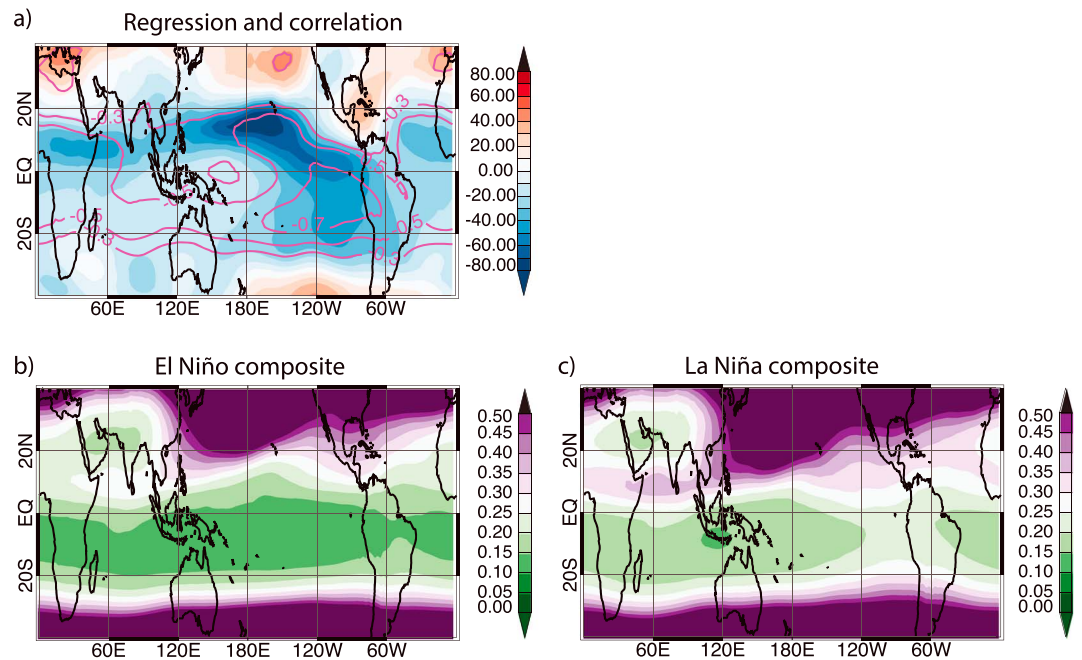 a)
Regression and correlation
80.00
60.00
40.00
20.00
0.00
-20.00
-40.00
-60.00
-80.00
20N
EQ
20S
-0.3
-0.3
-0.5
-0.7
-0.5
-0.3
60E 120E 180E 120W 60W
b)
El Niño composite
0.50
0.45
0.40
0.35
0.30
0.25
0.20
0.15
0.10
0.05
0.00
20N
EQ
20S
60E 120E 180E 120W 60W
c)
La Niña composite
0.50
0.45
0.40
0.35
0.30
0.25
0.20
0.15
0.10
0.05
0.00
20N
EQ
20S
60E 120E 180E 120W 60W